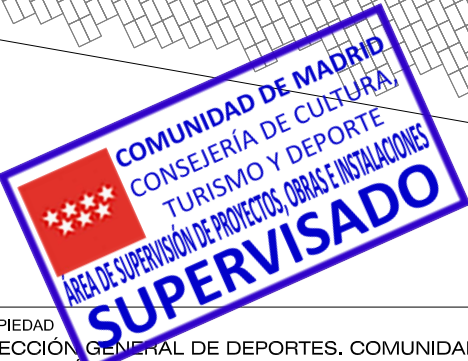 COMUNIDAD DE MADRID
CONSEJERÍA DE CULTURA,
TURISMO Y DEPORTE
ÁREA DE SUPERVISIÓN DE PROYECTOS, OBRAS E INSTALACIONES
SUPERVISADO
PIEDAD
ECCIÓN GENERAL DE DEPORTES. COMUNIDA